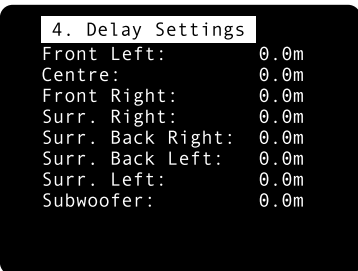 4. Delay Settings
Front Left: 0.0m
Centre: 0.0m
Front Right: 0.0m
Surr. Right: 0.0m
Surr. Back Right: 0.0m
Surr. Back Left: 0.0m
Surr. Left: 0.0m
Subwoofer: 0.0m